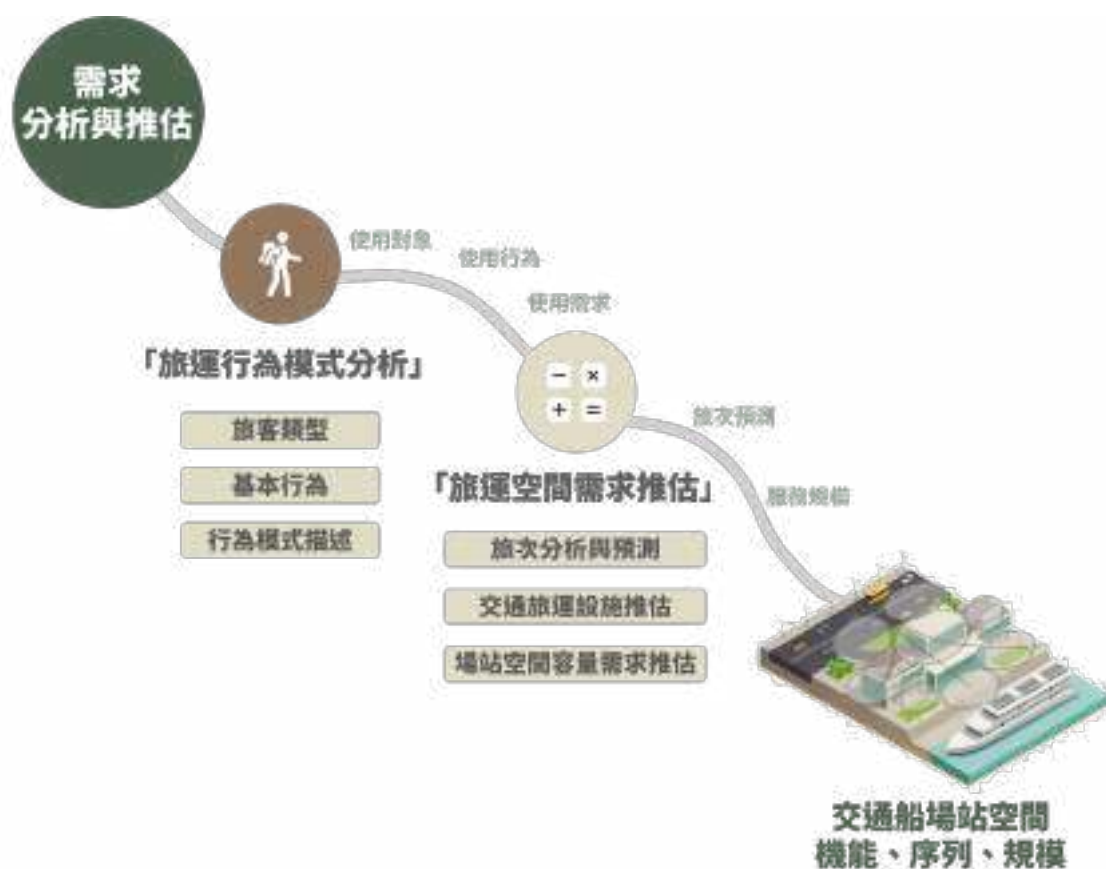 需求
分析與推估
使用對象
使用行為
使用需求
「旅運行為模式分析」
旅客類型
基本行為
行為模式描述
旅次預測
服務規模
「旅運空間需求推估」
旅次分析與預測
交通旅運設施推估
場站空間容量需求推估
交通船場站空間
機能、序列、規模